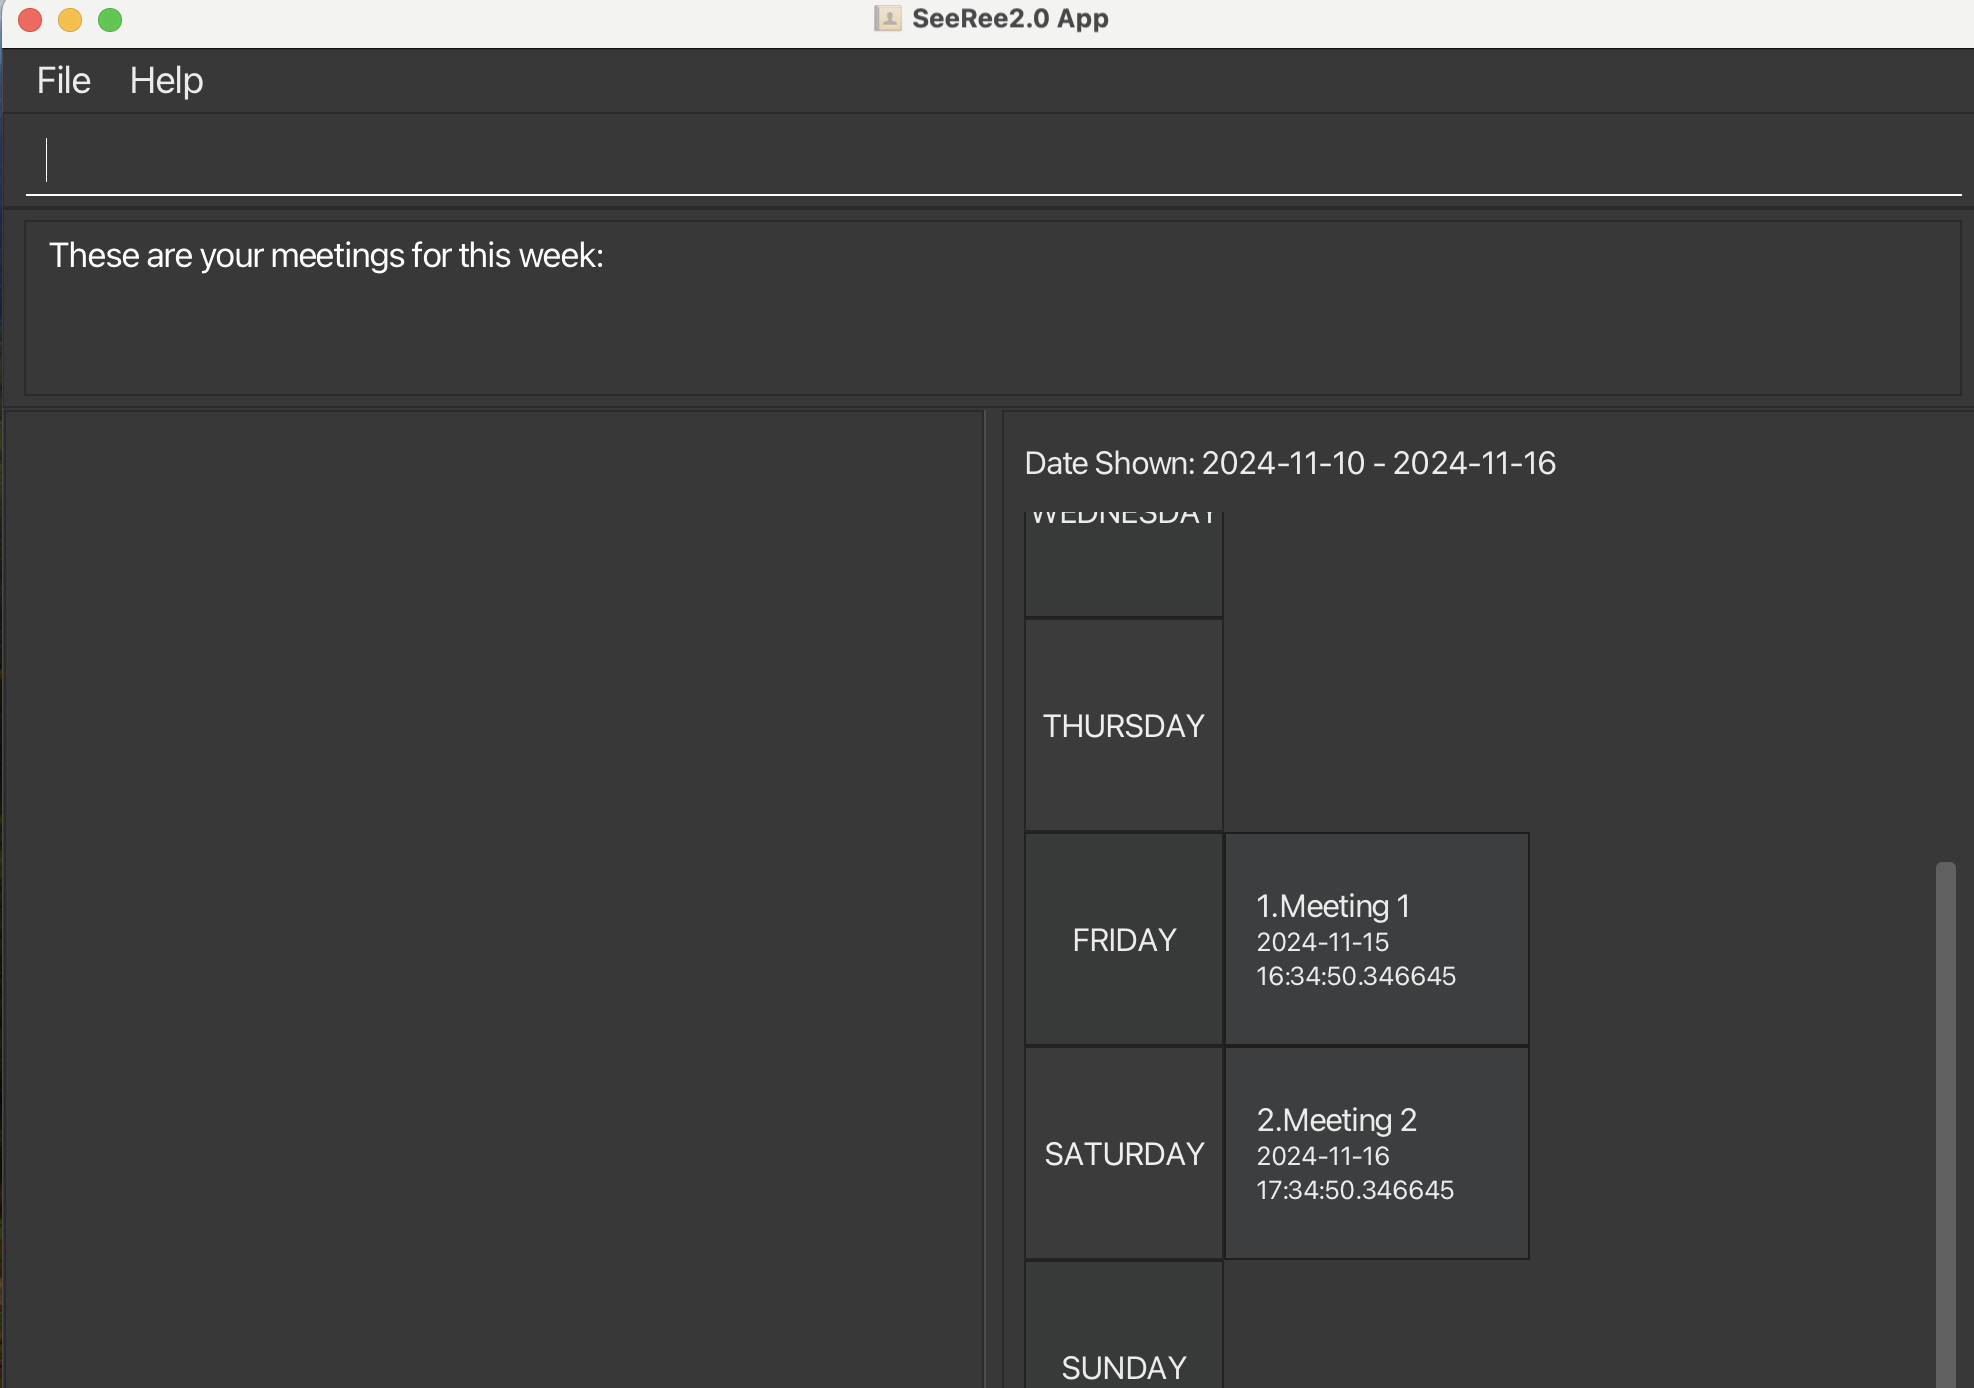 SeeRee2.0 App
File Help
These are your meetings for this week:
Date Shown: 2024-11-10 - 2024-11-16
WEDNESDAY
THURSDAY
FRIDAY
1.Meeting 1
2024-11-15
16:34:50.346645
SATURDAY
2.Meeting 2
2024-11-16
17:34:50.346645
SUNDAY